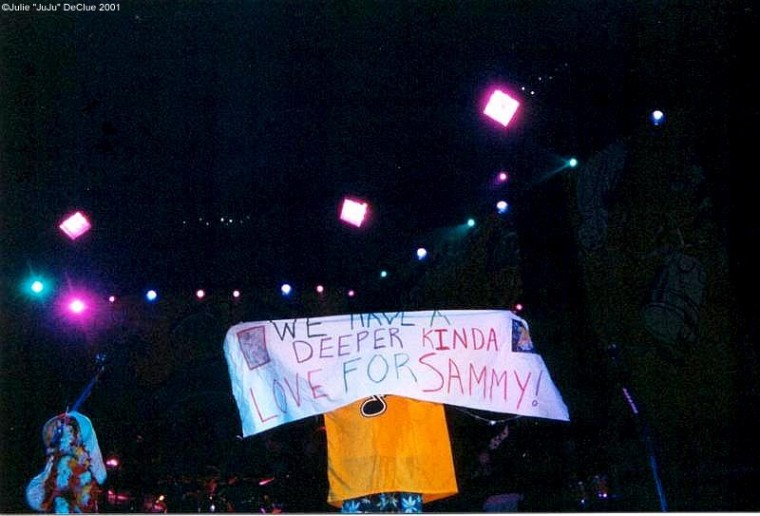 ©Julie "JuJu" DeClue 2001
WE HAVE A
DEEPER KINDA
LOVE FOR SAMMY!